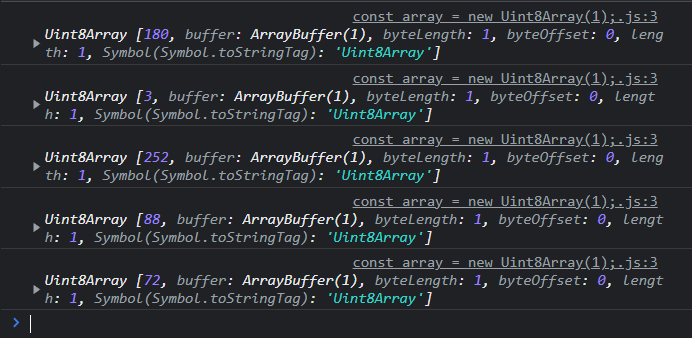 const array = new Uint8Array(1);.js:3
Uint8Array [180, buffer: ArrayBuffer(1), byteLength: 1, byteOffset: 0, leng
th: 1, Symbol(Symbol.toStringTag): 'Uint8Array']
const array = new Uint8Array(1);.js:3
Uint8Array [3, buffer: ArrayBuffer(1), byteLength: 1, byteOffset: 0, lengt
h: 1, Symbol(Symbol.toStringTag): 'Uint8Array']
const array = new Uint8Array(1);.js:3
Uint8Array [252, buffer: ArrayBuffer(1), byteLength: 1, byteOffset: 0, leng
th: 1, Symbol(Symbol.toStringTag): 'Uint8Array']
const array = new Uint8Array(1);.js:3
Uint8Array [88, buffer: ArrayBuffer(1), byteLength: 1, byteOffset: 0, lengt
h: 1, Symbol(Symbol.toStringTag): 'Uint8Array']
const array = new Uint8Array(1);.js:3
Uint8Array [72, buffer: ArrayBuffer(1), byteLength: 1, byteOffset: 0, lengt
h: 1, Symbol(Symbol.toStringTag): 'Uint8Array']